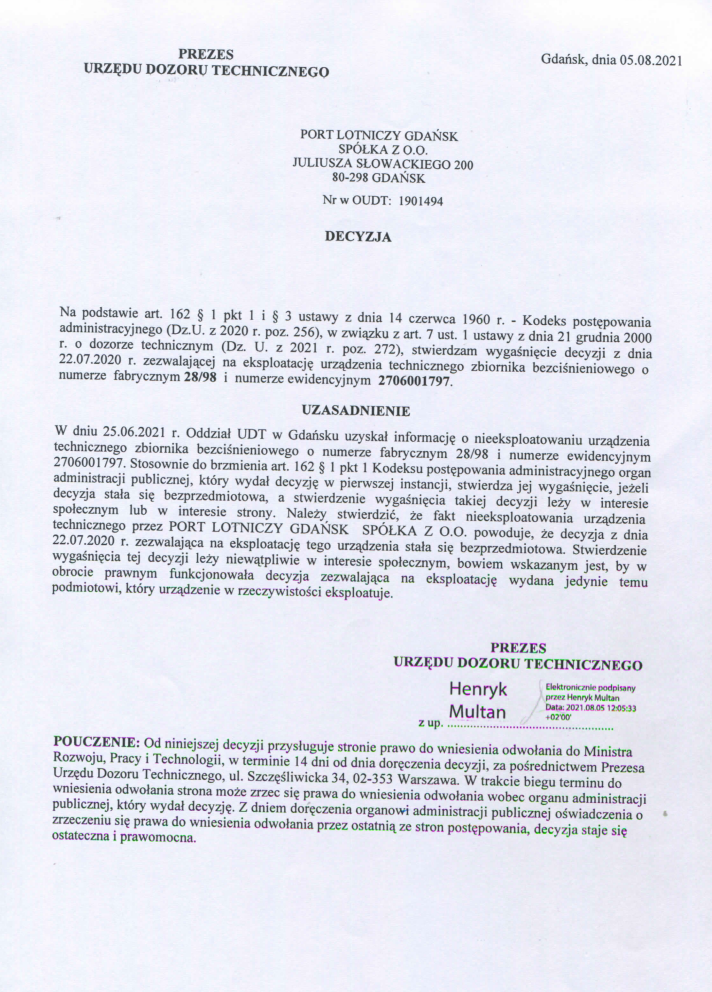 PREZES
URZĘDU DOZORU TECHNICZNEGO
Gdańsk, dnia 05.08.2021
PORT LOTNICZY GDAŃSK
SPÓŁKA Z O.O.
JULIUSZA SŁOWACKIEGO 200
80-298 GDAŃSK
Nr w OUDT: 1901494
DECYZJA
Na podstawie art. 162 § 1 pkt 1 i § 3 ustawy z dnia 14 czerwca 1960 r. - Kodeks postępowania
administracyjnego (Dz.U. z 2020 r. poz. 256), w związku z art. 7 ust. 1 ustawy z dnia 21 grudnia 2000
r. o dozorze technicznym (Dz. U. z 2021 r. poz. 272), stwierdzam wygaśnięcie decyzji z dnia
22.07.2020 r. zezwalającej na eksploatację urządzenia technicznego zbiornika bezciśnieniowego o
numerze fabrycznym 28/98 i numerze ewidencyjnym 2706001797.
UZASADNIENIE
W dniu 25.06.2021 r. Oddział UDT w Gdańsku uzyskał informację o nieeksploatowaniu urządzenia
technicznego zbiornika bezciśnieniowego o numerze fabrycznym 28/98 i numerze ewidencyjnym
2706001797. Stosownie do brzmienia art. 162 § 1 pkt 1 Kodeksu postępowania administracyjnego organ
administracji publicznej, który wydał decyzję w pierwszej instancji, stwierdza jej wygaśnięcie, jeżeli
decyzja stała się bezprzedmiotowa, a stwierdzenie wygaśnięcia takiej decyzji leży w interesie
społecznym lub w interesie strony. Należy stwierdzić, że fakt nieeksploatowania urządzenia
technicznego przez PORT LOTNICZY GDAŃSK SPÓŁKA Z O.O. powoduje, że decyzja z dnia
22.07.2020 r. zezwalająca na eksploatację tego urządzenia stała się bezprzedmiotowa. Stwierdzenie
wygaśnięcia tej decyzji leży niewątpliwie w interesie społecznym, bowiem wskazanym jest, by w
obrocie prawnym funkcjonowała decyzja zezwalająca na eksploatację wydana jedynie temu
podmiotowi, który urządzenie w rzeczywistości eksploatuje.
PREZES
URZĘDU DOZORU TECHNICZNEGO
Henryk
Multan
Elektronicznie podpisany
przez Henryk Multan
Data: 2021.08.05 12:05:33
+02'00'
z up. ..................................................
POUCZENIE: Od niniejszej decyzji przysługuje stronie prawo do wniesienia odwołania do Ministra
Rozwoju, Pracy i Technologii, w terminie 14 dni od dnia doręczenia decyzji, za pośrednictwem Prezesa
Urzędu Dozoru Technicznego, ul. Szczęśliwicka 34, 02-353 Warszawa. W trakcie biegu terminu do
wniesienia odwołania strona może zrzec się prawa do wniesienia odwołania wobec organu administracji
publicznej, który wydał decyzję. Z dniem doręczenia organowi administracji publicznej oświadczenia o
zrzeczeniu się prawa do wniesienia odwołania przez ostatnią ze stron postępowania, decyzja staje się
ostateczna i prawomocna.